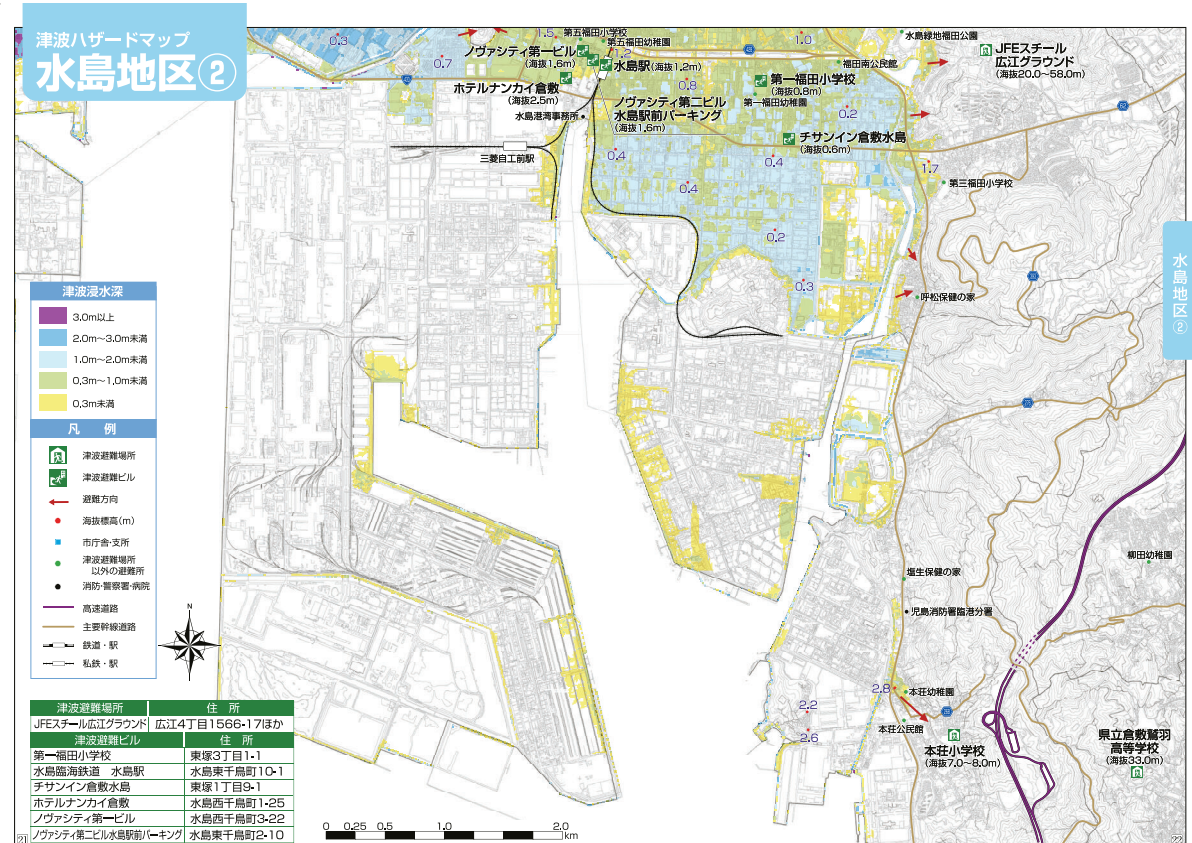 津波ハザードマップ
水島地区②
0.3
0.7
1.5
第五福田小学校
第五福田幼稚園
ノヴァシティ第一ビル
(海抜1.6m)
1.2
水島駅(海抜1.2m)
1.0
水島緑地福田公園
JFEスチール
広江グラウンド
(海抜20.0～58.0m)
福田南公民館
ホテルナンカイ倉敷
(海抜2.5m)
0.8
第一福田小学校
(海抜0.8m)
第一福田幼稚園
水島港湾事務所
ノヴァシティ第二ビル
水島駅前パーキング
(海抜1.6m)
0.2
62
チサンイン倉敷水島
(海抜0.6m)
三菱自工前駅
0.4
0.4
0.4
1.7
第三福田小学校
0.2
0.3
呼松保健の家
水島地区②
津波浸水深
3.0m以上
2.0m～3.0m未満
1.0m～2.0m未満
0.3m～1.0m未満
0.3m未満
凡 例
津波避難場所
津波避難ビル
避難方向
海抜標高(m)
市庁舎・支所
津波避難場所
以外の避難所
消防・警察署・病院
高速道路
主要幹線道路
鉄道・駅
私鉄・駅
N
柳田幼稚園
塩生保健の家
児島消防署臨港分署
2.8
本荘幼稚園
2.2
2.6
本荘公民館
本荘小学校
(海抜7.0～8.0m)
県立倉敷鷲羽
高等学校
(海抜33.0m)
津波避難場所 住 所
JFEスチール広江グラウンド 広江4丁目1566-17ほか
津波避難ビル 住 所
第一福田小学校 東塚3丁目1-1
水島臨海鉄道 水島駅 水島東千鳥町10-1
チサンイン倉敷水島 東塚1丁目9-1
ホテルナンカイ倉敷 水島西千鳥町1-25
ノヴァシティ第一ビル 水島西千鳥町3-22
ノヴァシティ第二ビル水島駅前パーキング 水島東千鳥町2-10
0 0.25 0.5 1.0 2.0
km
21
22